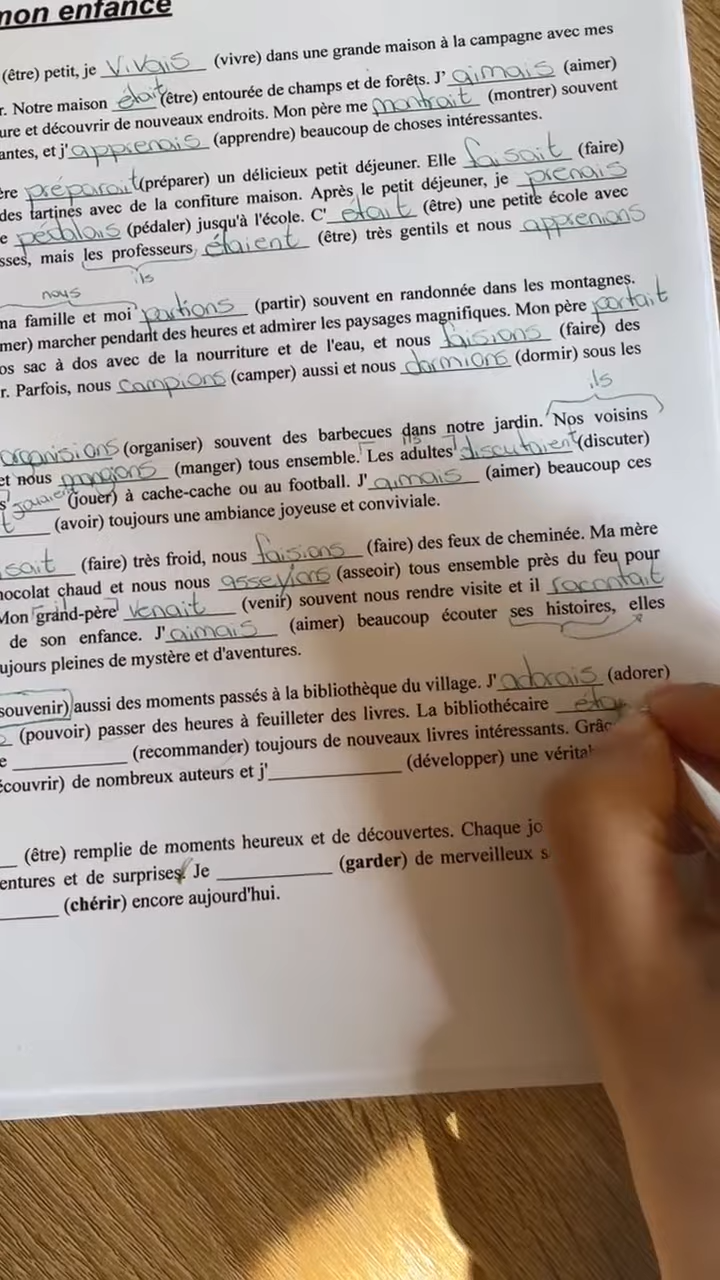 mon enfance
(être) petit, je vivais (vivre) dans une grande maison à la campagne avec mes
r. Notre maison était (être) entourée de champs et de forêts. J' aimais (aimer)
ure et découvrir de nouveaux endroits. Mon père me montrait (montrer) souvent
antes, et j' apprenais (apprendre) beaucoup de choses intéressantes.
ère préparait (préparer) un délicieux petit déjeuner. Elle faisait (faire)
des tartines avec de la confiture maison. Après le petit déjeuner, je prenais
e pédalais (pédaler) jusqu'à l'école. C' était (être) une petite école avec
sses, mais les professeurs étaient (être) très gentils et nous apprenions
ils
nous
ma famille et moi partions (partir) souvent en randonnée dans les montagnes.
mer) marcher pendant des heures et admirer les paysages magnifiques. Mon père portait
os sac à dos avec de la nourriture et de l'eau, et nous faisions (faire) des
r. Parfois, nous campions (camper) aussi et nous dormions (dormir) sous les
ils
organisions (organiser) souvent des barbecues dans notre jardin. Nos voisins
ils
et nous mangions (manger) tous ensemble. Les adultes discutaient (discuter)
s jouaient (jouer) à cache-cache ou au football. J' aimais (aimer) beaucoup ces
t (avoir) toujours une ambiance joyeuse et conviviale.
sait (faire) très froid, nous faisions (faire) des feux de cheminée. Ma mère
hocolat chaud et nous nous asseyions (asseoir) tous ensemble près du feu pour
Mon grand-père venait (venir) souvent nous rendre visite et il racontait
de son enfance. J' aimais (aimer) beaucoup écouter ses histoires, elles
ujours pleines de mystère et d'aventures.
souvenir) aussi des moments passés à la bibliothèque du village. J' adorais (adorer)
(pouvoir) passer des heures à feuilleter des livres. La bibliothécaire éta
e (recommander) toujours de nouveaux livres intéressants. Grâc
écouvrir) de nombreux auteurs et j' (développer) une vérita
(être) remplie de moments heureux et de découvertes. Chaque jo
entures et de surprises. Je (garder) de merveilleux s
(chérir) encore aujourd'hui.